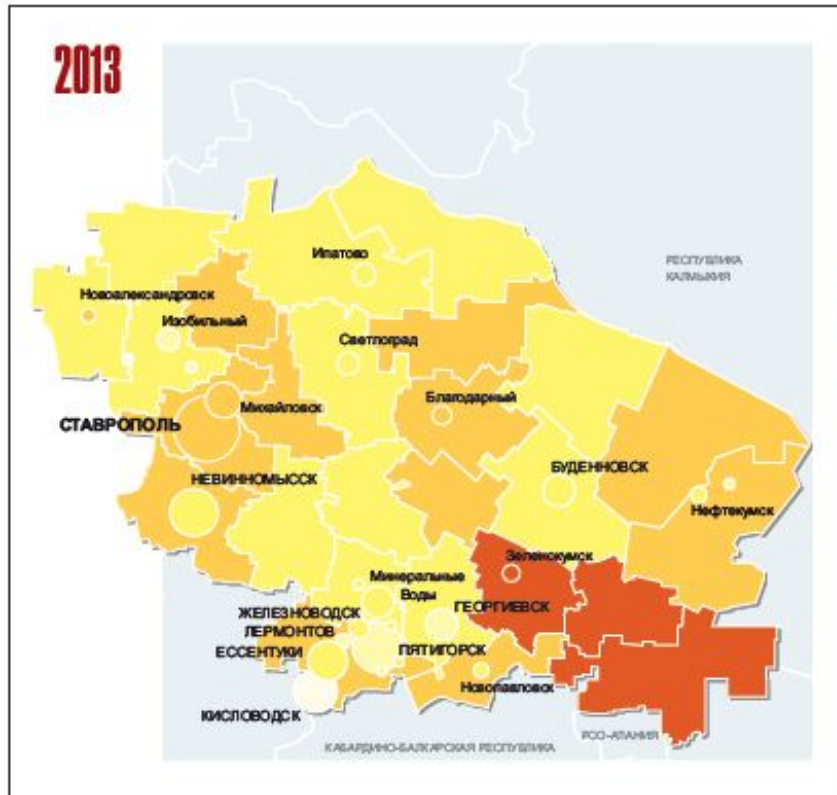 2013
Ипатово
РЕСПУБЛИКА
КАЛМЫКИЯ
Новоалександровск
Изобильный
Светлоград
Благодарный
Михайловск
СТАВРОПОЛЬ
БУДЕННОВСК
НЕВИННОМЫССК
Нефтекумск
Зеленокумск
Минеральные
Воды
ГЕОРГИЕВСК
ЖЕЛЕЗНОВОДСК
ЛЕРМОНТОВ
ЕССЕНТУКИ
ПЯТИГОРСК
Новопавловск
КИСЛОВОДСК
РСО-АЛАНИЯ
КАБАРДИНО-БАЛКАРСКАЯ РЕСПУБЛИКА